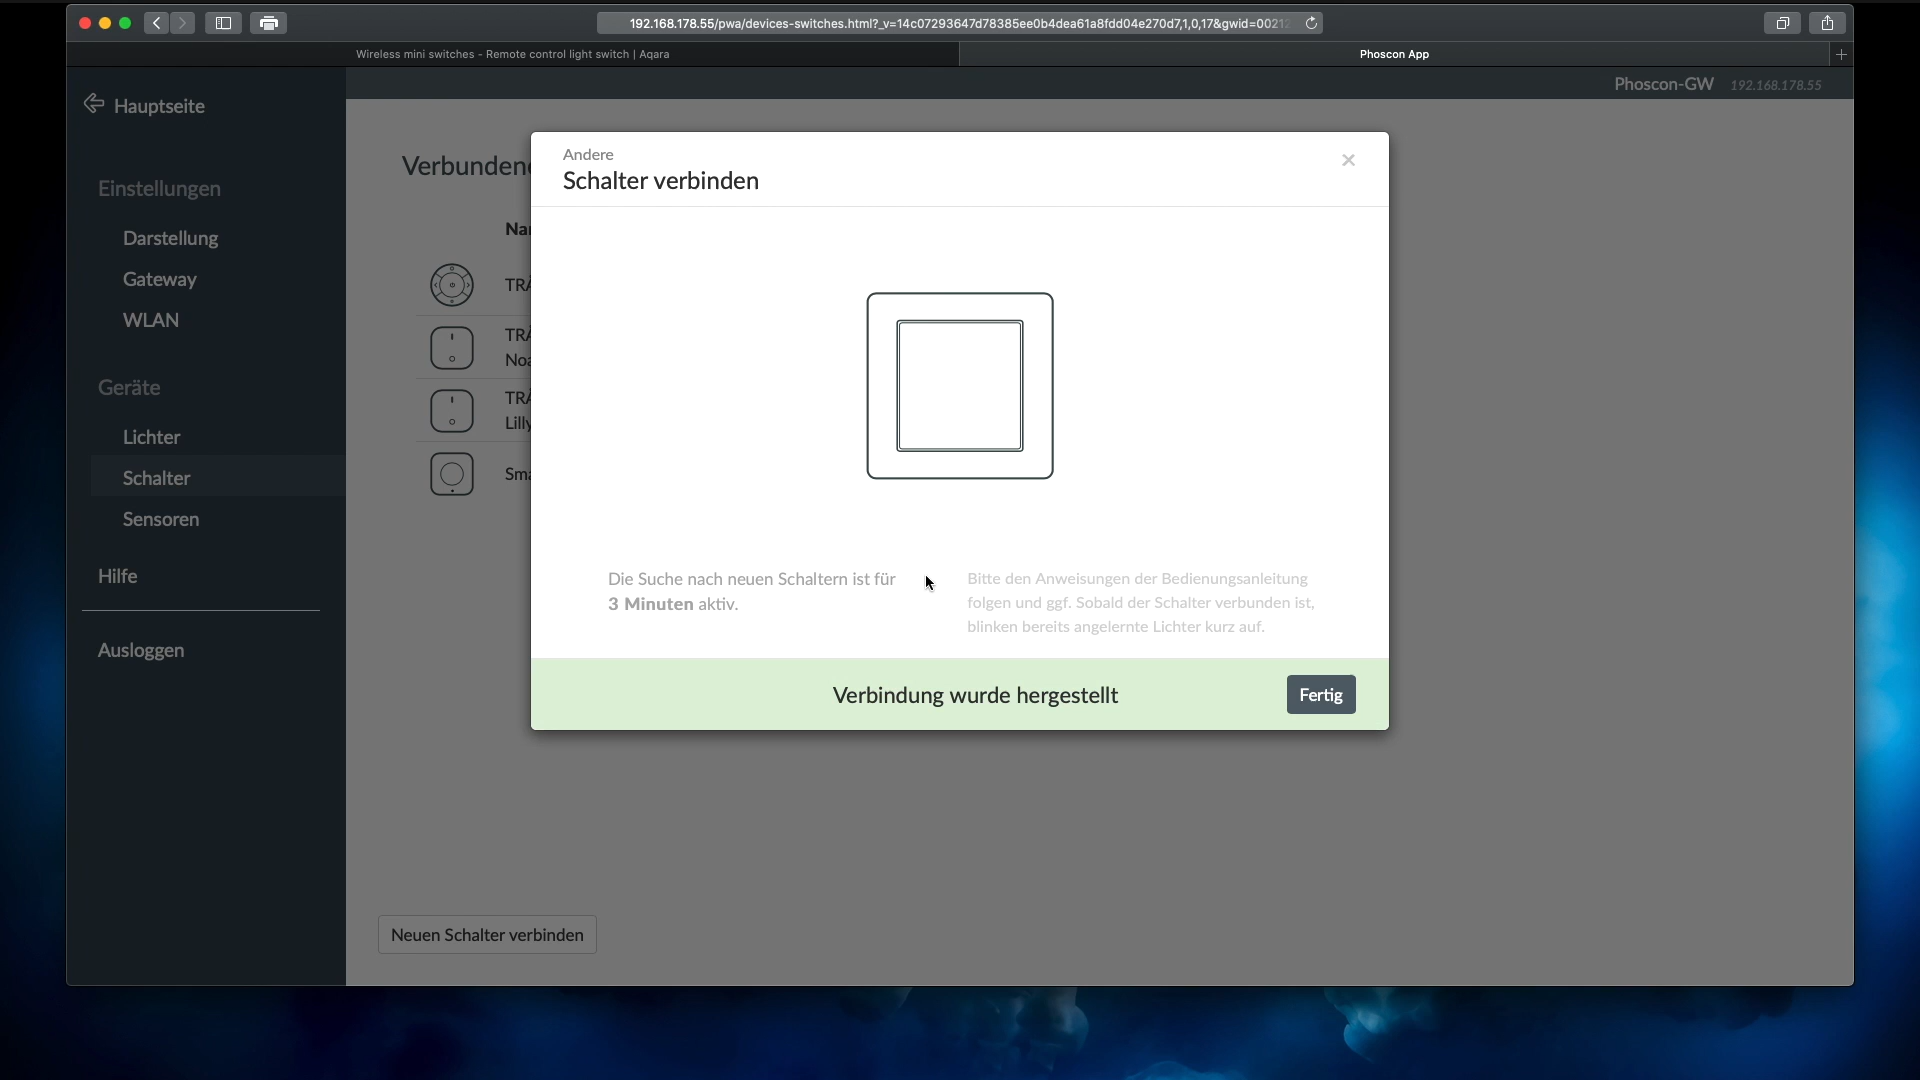 192.168.178.55/pwa/devices-switches.html?_v=14c07293647d78385ee0b4dea61a8fdd04e270d7,1,0,17&gwid=00212
Wireless mini switches - Remote control light switch | Aqara
Phoscon App
Phoscon-GW 192.168.178.55
Hauptseite
Einstellungen
Darstellung
Gateway
WLAN
Geräte
Lichter
Schalter
Sensoren
Hilfe
Ausloggen
Andere
Schalter verbinden
Die Suche nach neuen Schaltern ist für
3 Minuten aktiv.
Bitte den Anweisungen der Bedienungsanleitung
folgen und ggf. Sobald der Schalter verbunden ist,
blinken bereits angelernte Lichter kurz auf.
Verbindung wurde hergestellt
Fertig
Neuen Schalter verbinden